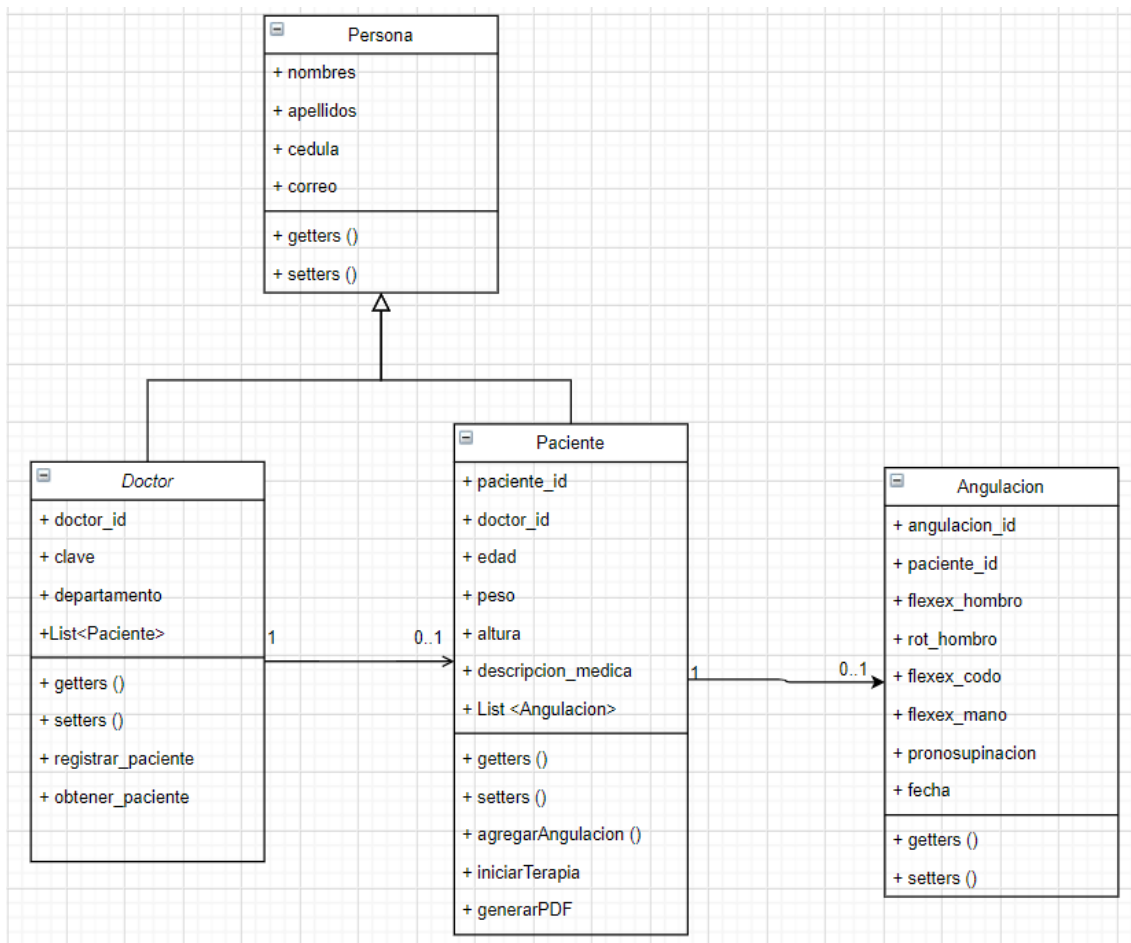 Persona
+ nombres
+ apellidos
+ cedula
+ correo
+ getters ()
+ setters ()
Doctor
+ doctor_id
+ clave
+ departamento
+List<Paciente>
+ getters ()
+ setters ()
+ registrar_paciente
+ obtener_paciente
1
0..1
Paciente
+ paciente_id
+ doctor_id
+ edad
+ peso
+ altura
+ descripcion_medica
+ List <Angulacion>
+ getters ()
+ setters ()
+ agregarAngulacion ()
+ iniciarTerapia
+ generarPDF
1
0..1
Angulacion
+ angulacion_id
+ paciente_id
+ flexex_hombro
+ rot_hombro
+ flexex_codo
+ flexex_mano
+ pronosupinacion
+ fecha
+ getters ()
+ setters ()